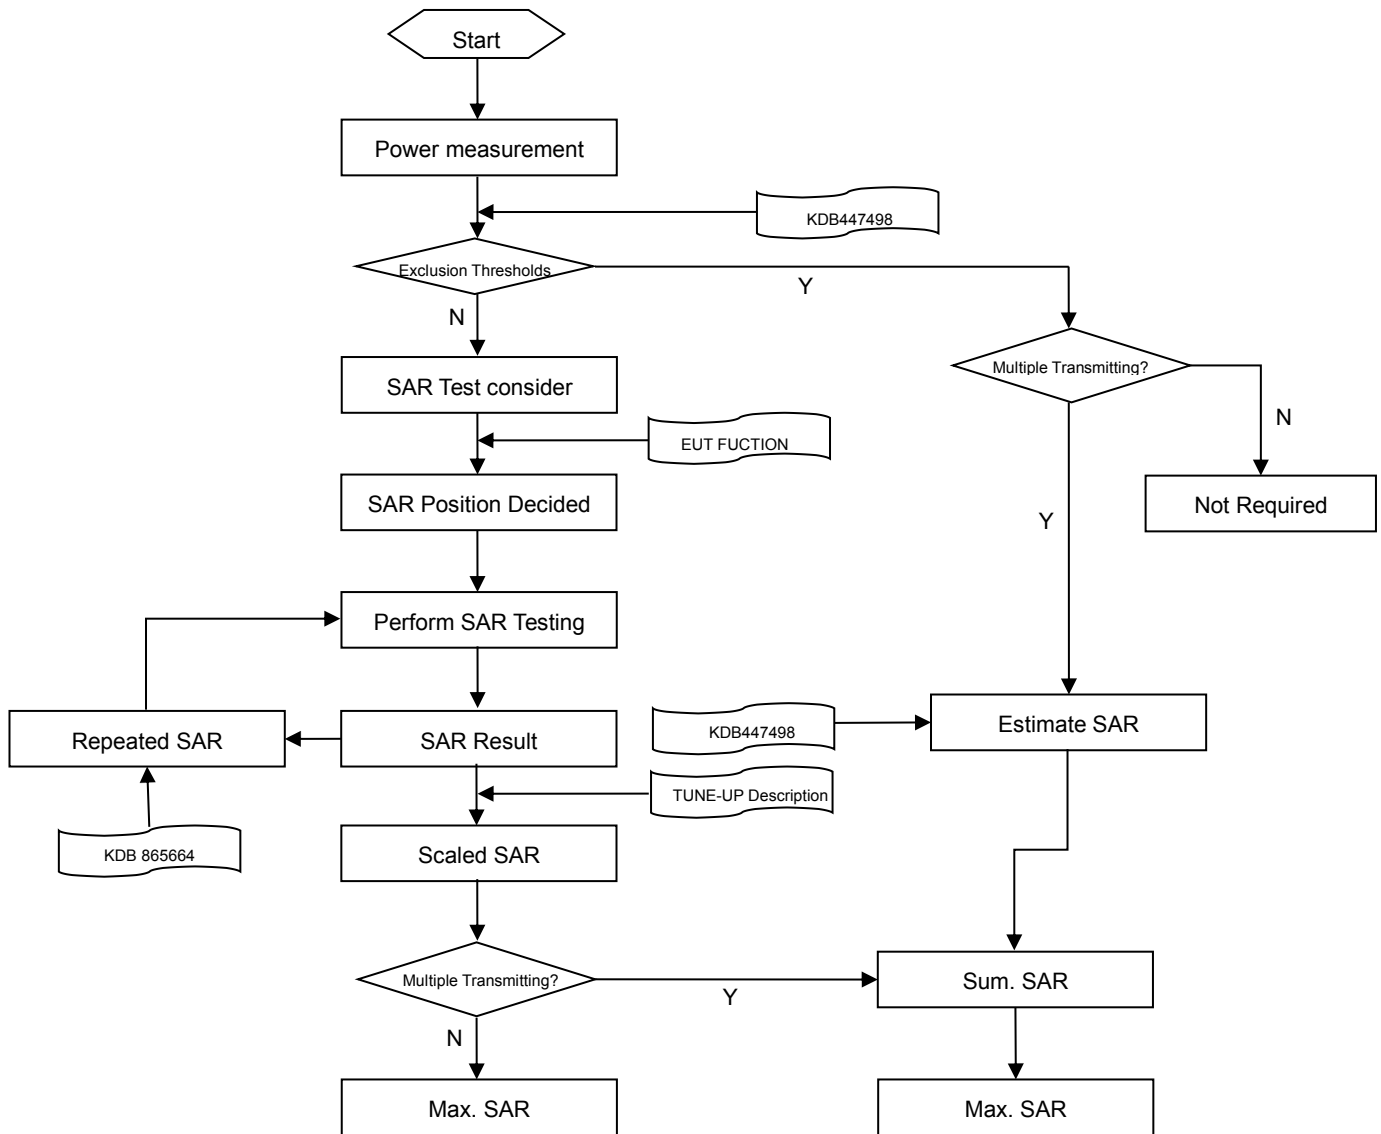 Start
Power measurement
KDB447498
Exclusion Thresholds
Y
N
Multiple Transmitting?
SAR Test consider
N
EUT FUCTION
SAR Position Decided
Not Required
Y
Perform SAR Testing
Repeated SAR
SAR Result
KDB447498
Estimate SAR
TUNE-UP Description
KDB 865664
Scaled SAR
Multiple Transmitting?
Y
Sum. SAR
N
Max. SAR
Max. SAR